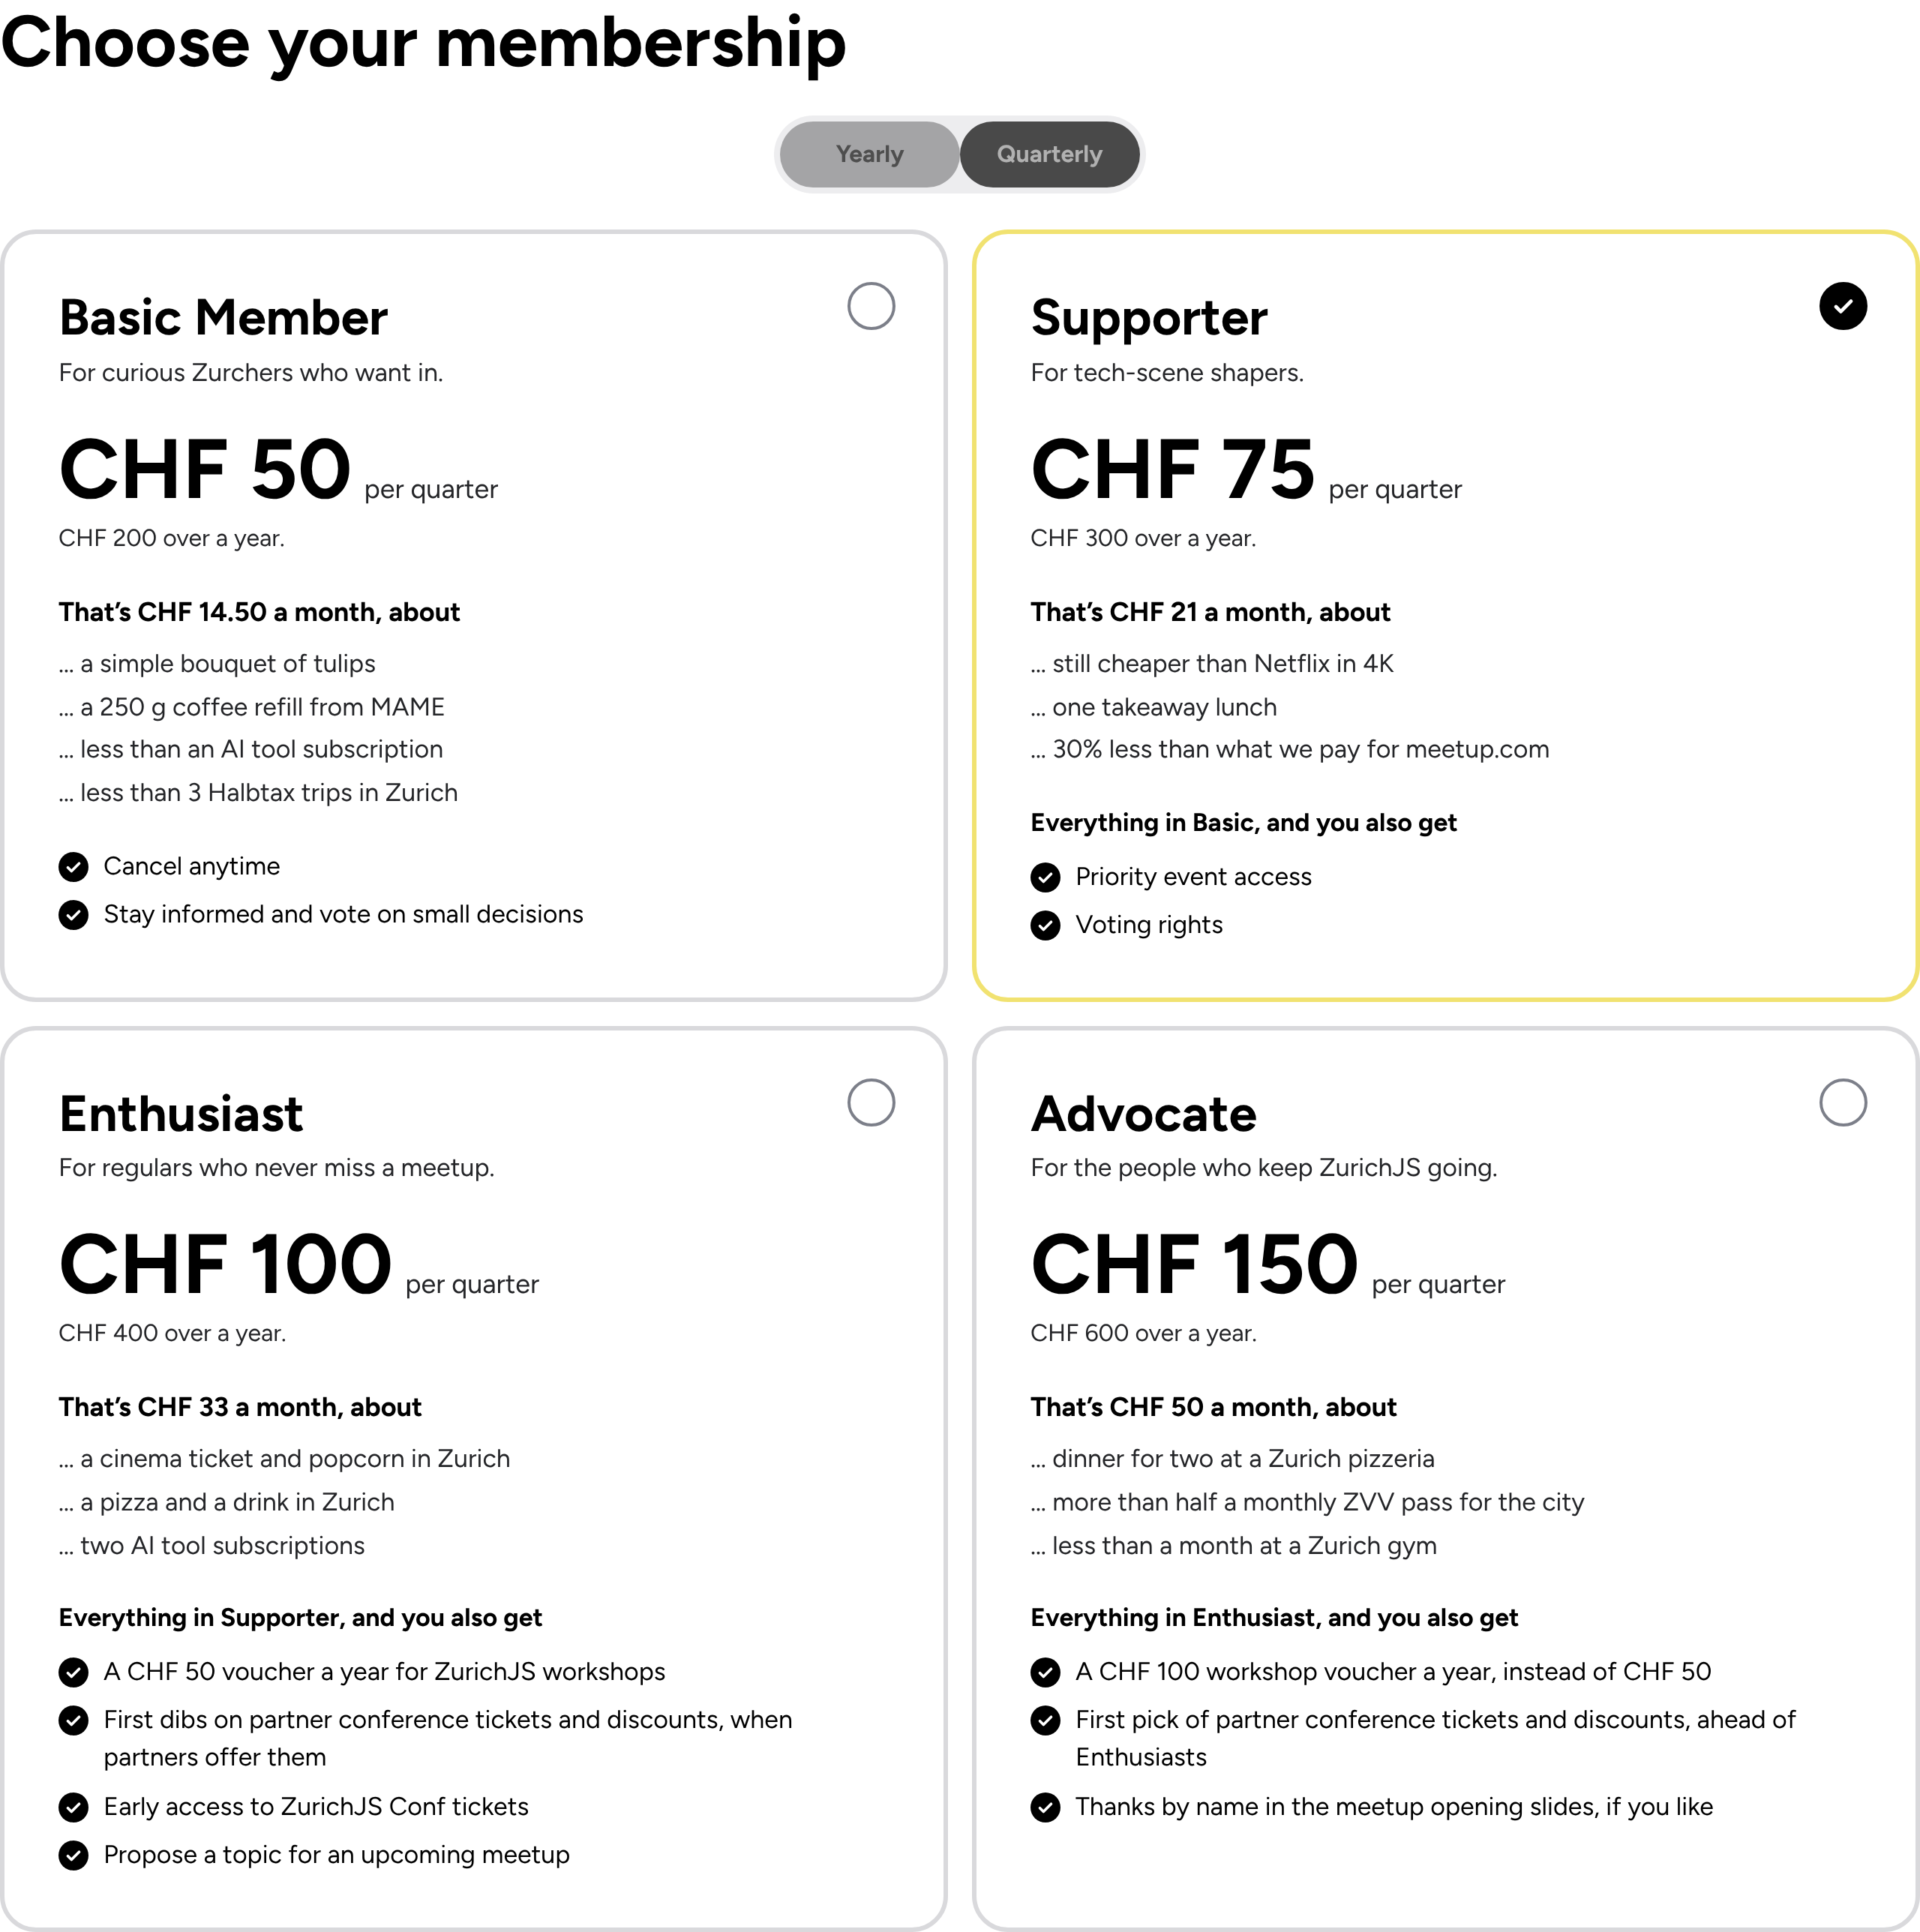 Choose your membership
Yearly
Quarterly
Basic Member
For curious Zurchers who want in.
CHF 50 per quarter
CHF 200 over a year.
That's CHF 14.50 a month, about
... a simple bouquet of tulips
... a 250 g coffee refill from MAME
... less than an AI tool subscription
... less than 3 Halbtax trips in Zurich
Cancel anytime
Stay informed and vote on small decisions
Supporter
For tech-scene shapers.
CHF 75 per quarter
CHF 300 over a year.
That's CHF 21 a month, about
... still cheaper than Netflix in 4K
... one takeaway lunch
... 30% less than what we pay for meetup.com
Everything in Basic, and you also get
Priority event access
Voting rights
Enthusiast
For regulars who never miss a meetup.
CHF 100 per quarter
CHF 400 over a year.
That's CHF 33 a month, about
... a cinema ticket and popcorn in Zurich
... a pizza and a drink in Zurich
... two AI tool subscriptions
Everything in Supporter, and you also get
A CHF 50 voucher a year for ZurichJS workshops
First dibs on partner conference tickets and discounts, when
partners offer them
Early access to ZurichJS Conf tickets
Propose a topic for an upcoming meetup
Advocate
For the people who keep ZurichJS going.
CHF 150 per quarter
CHF 600 over a year.
That's CHF 50 a month, about
... dinner for two at a Zurich pizzeria
... more than half a monthly ZVV pass for the city
... less than a month at a Zurich gym
Everything in Enthusiast, and you also get
A CHF 100 workshop voucher a year, instead of CHF 50
First pick of partner conference tickets and discounts, ahead of
Enthusiasts
Thanks by name in the meetup opening slides, if you like